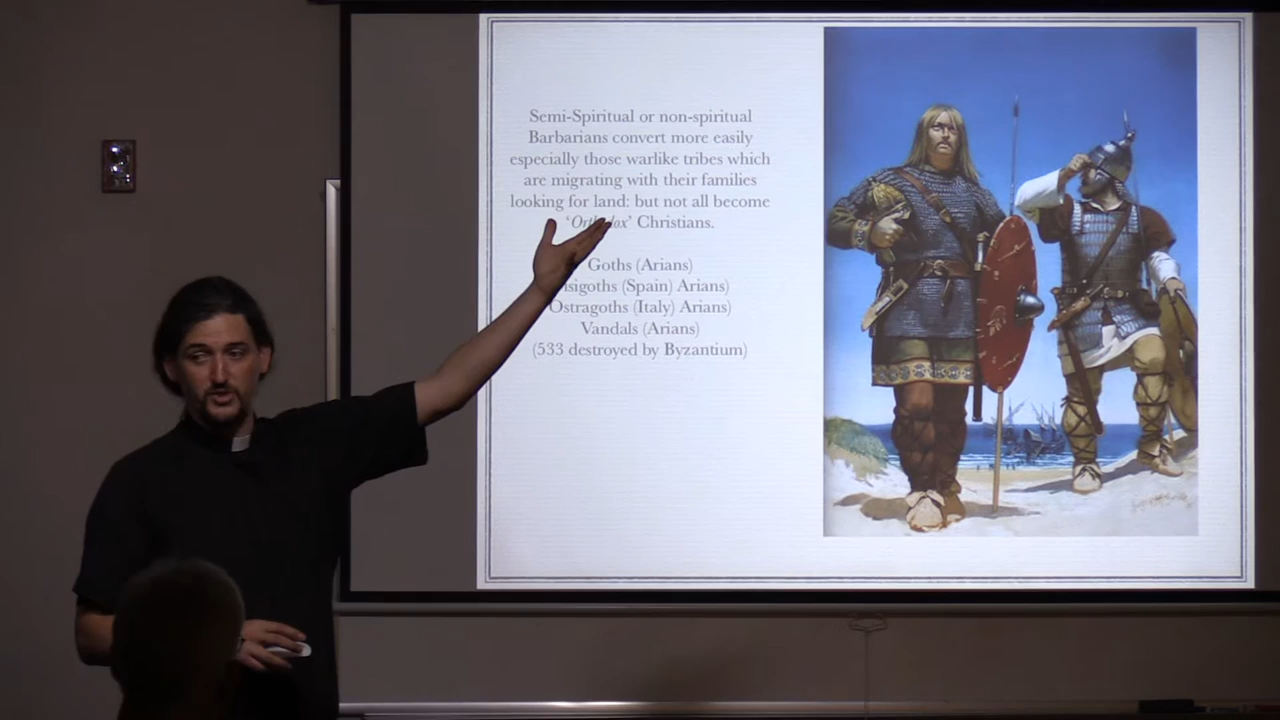 Semi-Spiritual or non-spiritual
Barbarians convert more easily
especially those warlike tribes which
are migrating with their families
looking for land: but not all become
‘Orthodox’ Christians.
Goths (Arians)
isigoths (Spain) Arians)
Ostragoths (Italy) Arians)
Vandals (Arians)
(533 destroyed by Byzantium)